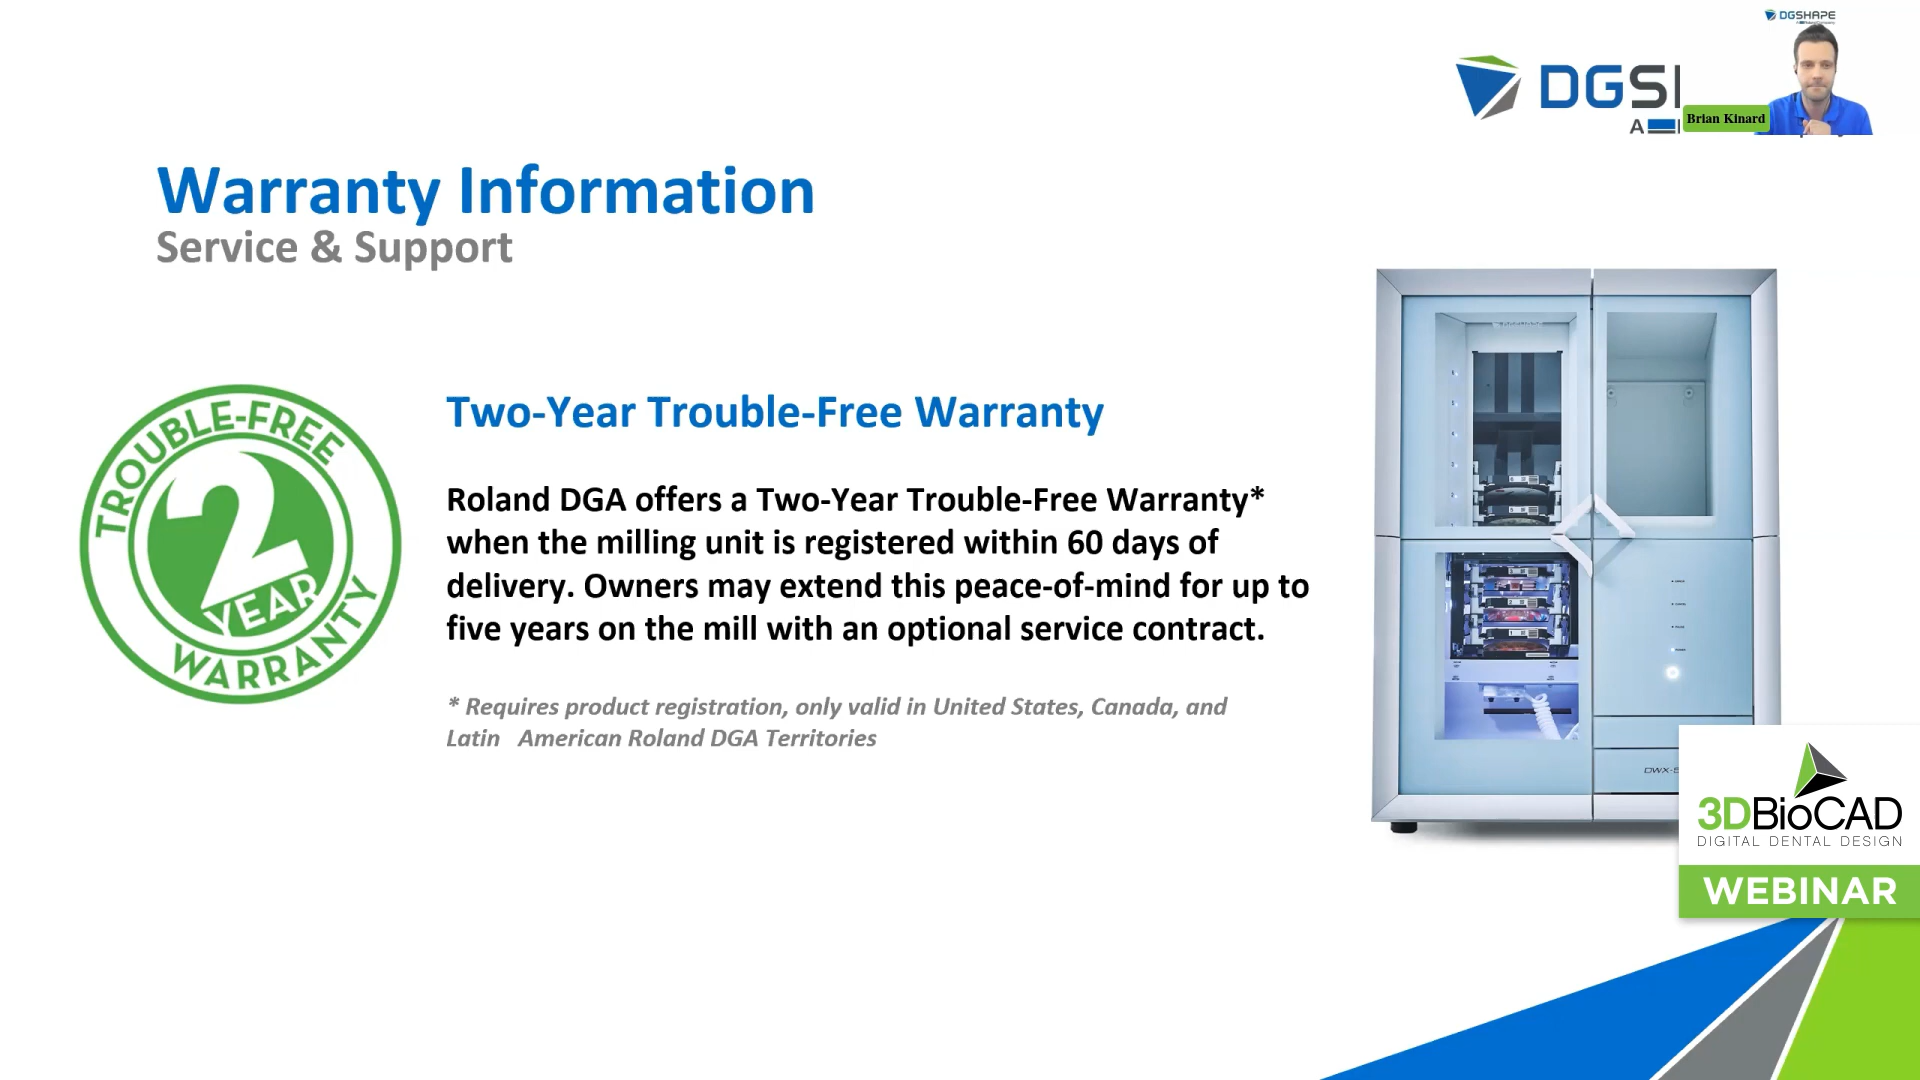 DGSHAPE
DGS
A
Brian Kinard
Warranty Information
Service & Support
TROUBLE-FREE
2
YEAR
WARRANTY
Two-Year Trouble-Free Warranty
Roland DGA offers a Two-Year Trouble-Free Warranty*
when the milling unit is registered within 60 days of
delivery. Owners may extend this peace-of-mind for up to
five years on the mill with an optional service contract.
* Requires product registration, only valid in United States, Canada, and
Latin American Roland DGA Territories
3DBioCAD
DIGITAL DENTAL DESIGN
WEBINAR